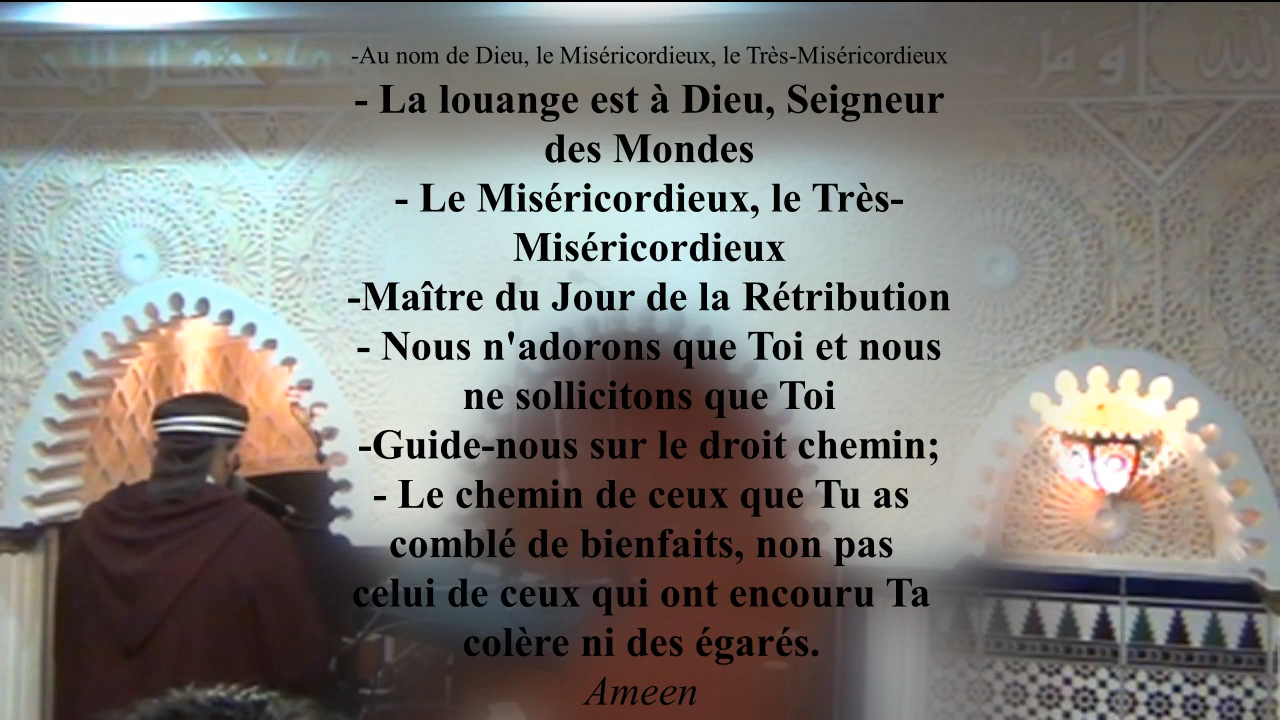 -Au nom de Dieu, le Miséricordieux, le Très-Miséricordieux
- La louange est à Dieu, Seigneur
des Mondes
- Le Miséricordieux, le Très-
Miséricordieux
-Maître du Jour de la Rétribution
- Nous n'adorons que Toi et nous
ne sollicitons que Toi
-Guide-nous sur le droit chemin;
- Le chemin de ceux que Tu as
comblé de bienfaits, non pas
celui de ceux qui ont encouru Ta
colère ni des égarés.
Ameen